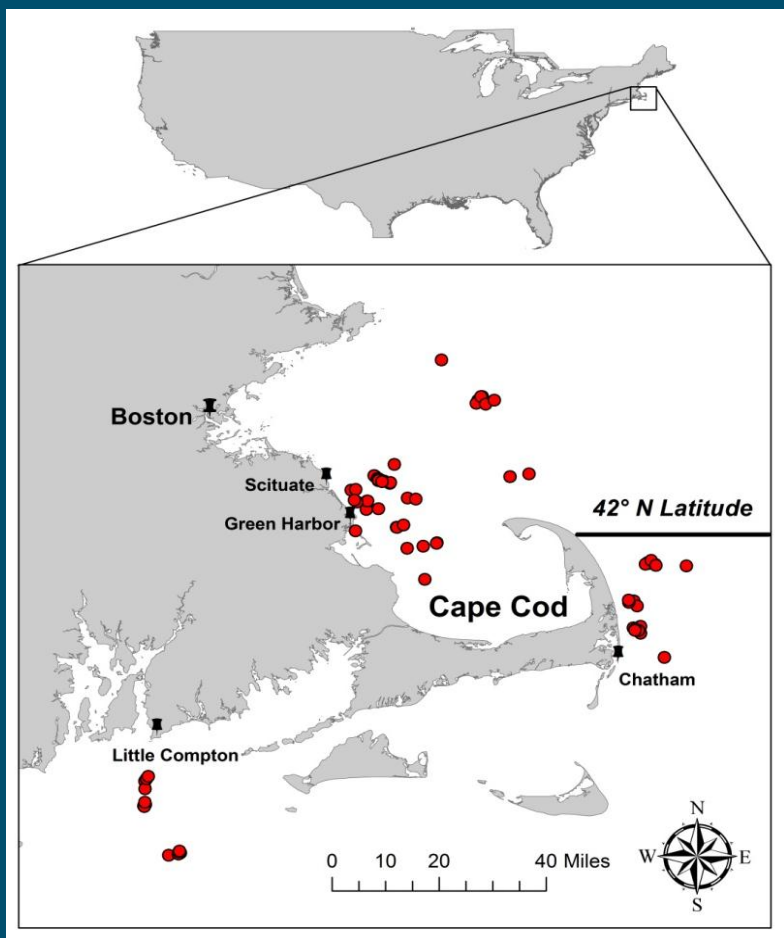 Boston
Scituate
Green Harbor
42° N Latitude
Cape Cod
Chatham
Little Compton
0 10 20 40 Miles
N
W E
S